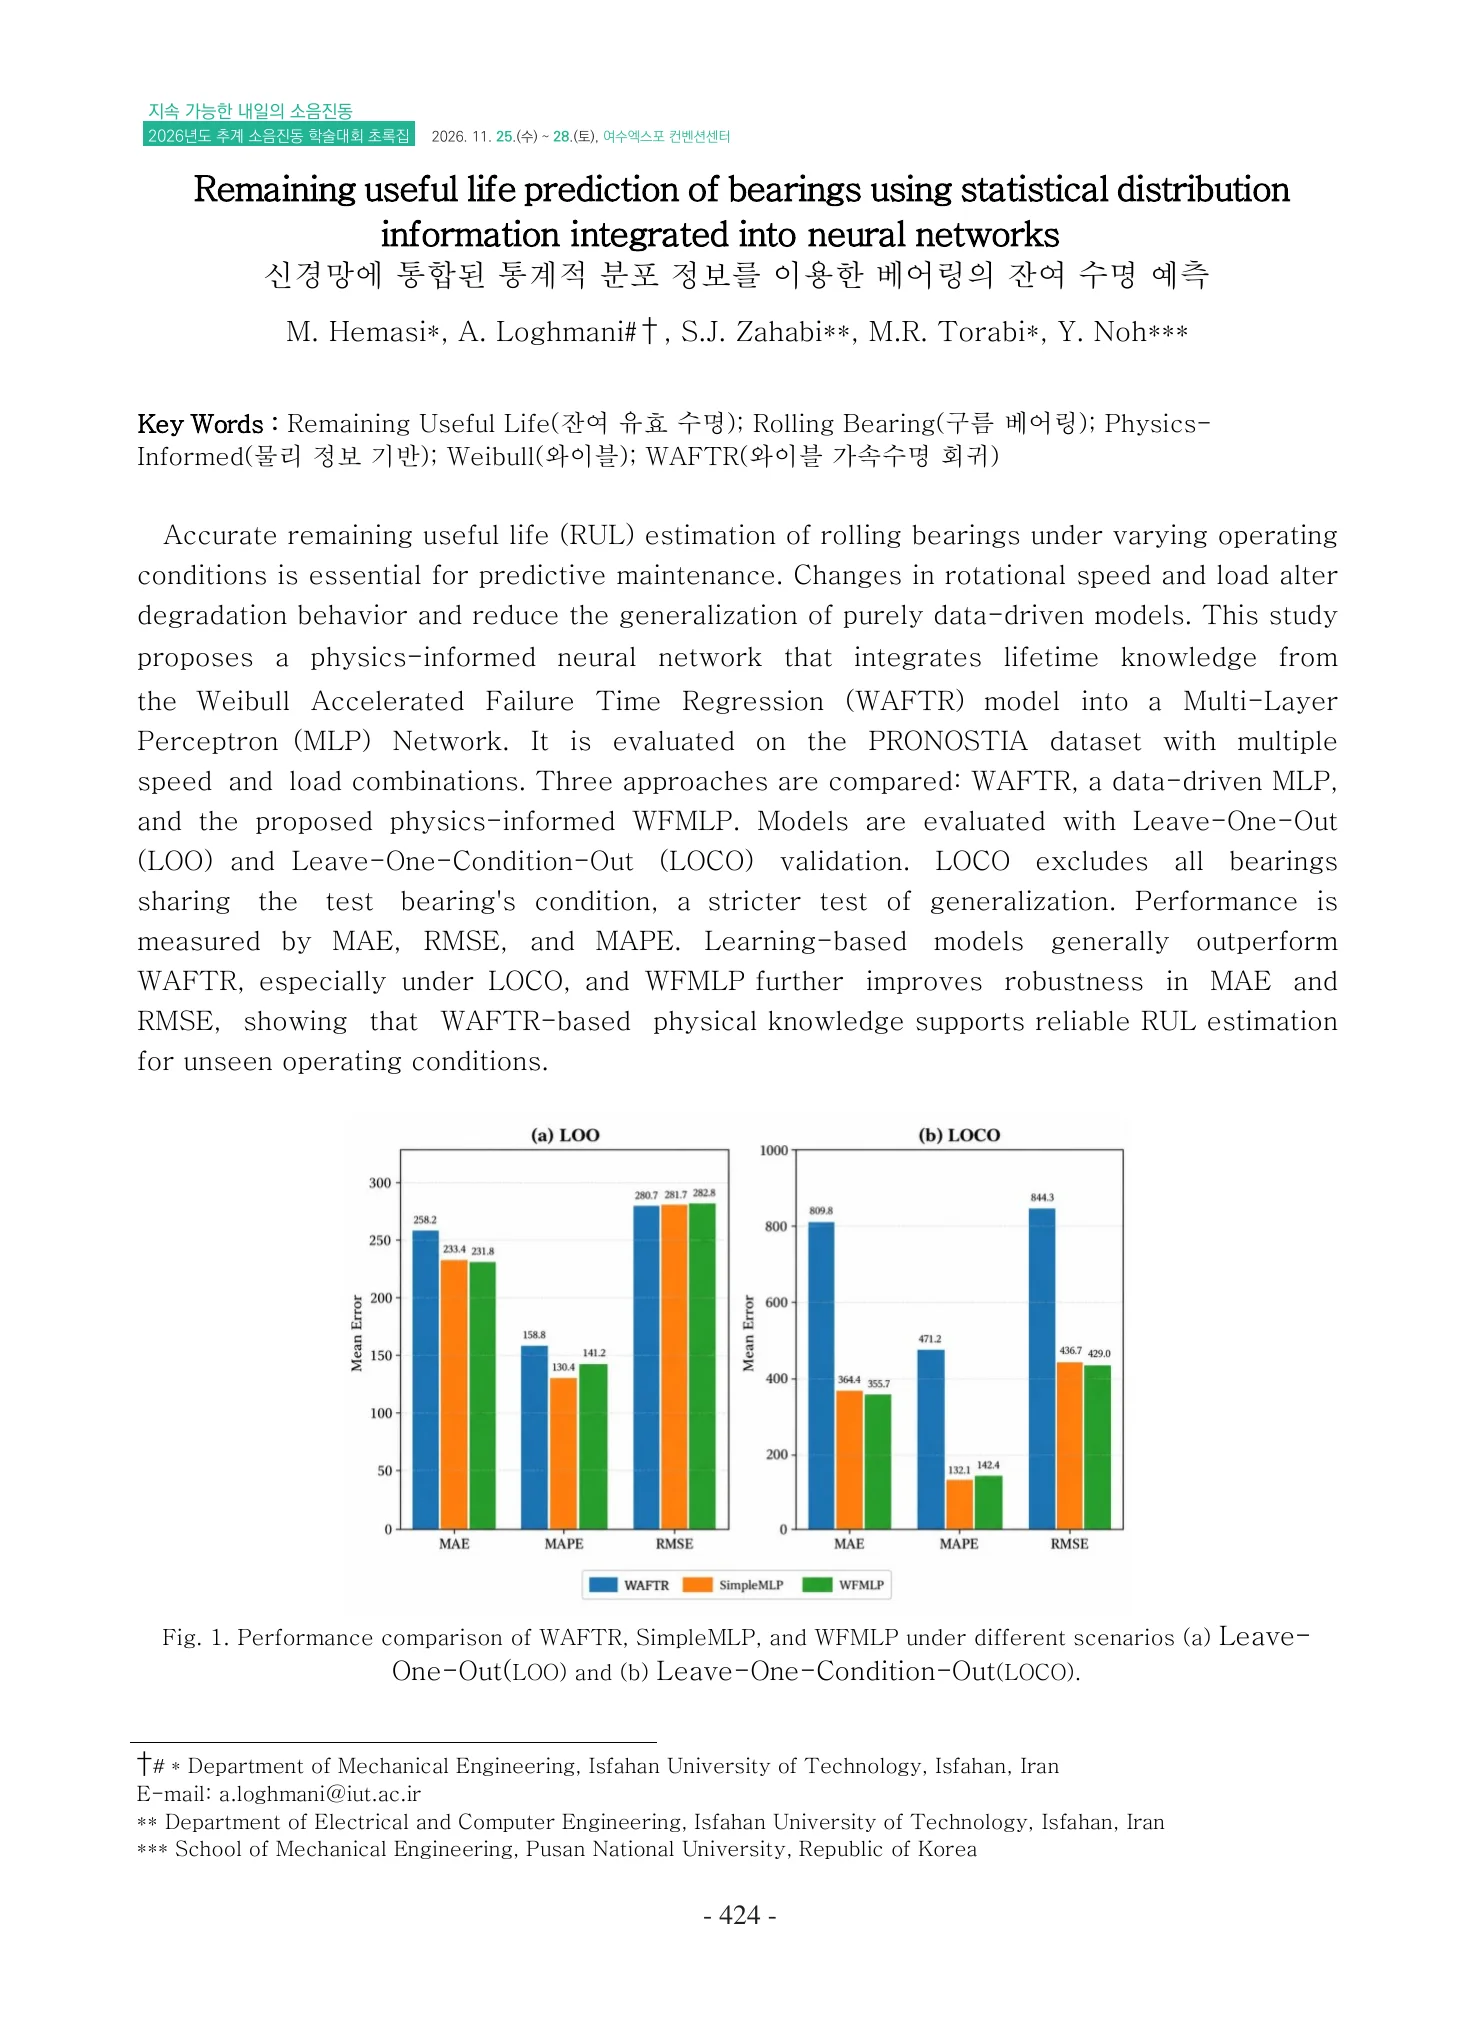 지속 가능한 내일의 소음진동
2026년도 추계 소음진동 학술대회 초록집 2026. 11. 25.(수) ~ 28.(토), 여수엑스포 컨벤션센터
Remaining useful life prediction of bearings using statistical distribution
information integrated into neural networks
신경망에 통합된 통계적 분포 정보를 이용한 베어링의 잔여 수명 예측
M. Hemasi*, A. Loghmani#†, S.J. Zahabi**, M.R. Torabi*, Y. Noh***
Key Words : Remaining Useful Life(잔여 유효 수명); Rolling Bearing(구름 베어링); Physics-
Informed(물리 정보 기반); Weibull(와이블); WAFTR(와이블 가속수명 회귀)
Accurate remaining useful life (RUL) estimation of rolling bearings under varying operating
conditions is essential for predictive maintenance. Changes in rotational speed and load alter
degradation behavior and reduce the generalization of purely data-driven models. This study
proposes a physics-informed neural network that integrates lifetime knowledge from
the Weibull Accelerated Failure Time Regression (WAFTR) model into a Multi-Layer
Perceptron (MLP) Network. It is evaluated on the PRONOSTIA dataset with multiple
speed and load combinations. Three approaches are compared: WAFTR, a data-driven MLP,
and the proposed physics-informed WFMLP. Models are evaluated with Leave-One-Out
(LOO) and Leave-One-Condition-Out (LOCO) validation. LOCO excludes all bearings
sharing the test bearing's condition, a stricter test of generalization. Performance is
measured by MAE, RMSE, and MAPE. Learning-based models generally outperform
WAFTR, especially under LOCO, and WFMLP further improves robustness in MAE and
RMSE, showing that WAFTR-based physical knowledge supports reliable RUL estimation
for unseen operating conditions.
(a) LOO
Mean Error
300
250
200
150
100
50
0
258.2
233.4
231.8
158.8
130.4
141.2
280.7
281.7
282.8
MAE
MAPE
RMSE
(b) LOCO
Mean Error
1000
800
600
400
200
0
809.8
364.4
355.7
471.2
132.1
142.4
844.3
436.7
429.0
MAE
MAPE
RMSE
WAFTR SimpleMLP WFMLP
Fig. 1. Performance comparison of WAFTR, SimpleMLP, and WFMLP under different scenarios (a) Leave-
One-Out(LOO) and (b) Leave-One-Condition-Out(LOCO).
†# * Department of Mechanical Engineering, Isfahan University of Technology, Isfahan, Iran
E-mail: a.loghmani@iut.ac.ir
** Department of Electrical and Computer Engineering, Isfahan University of Technology, Isfahan, Iran
*** School of Mechanical Engineering, Pusan National University, Republic of Korea
- 424 -